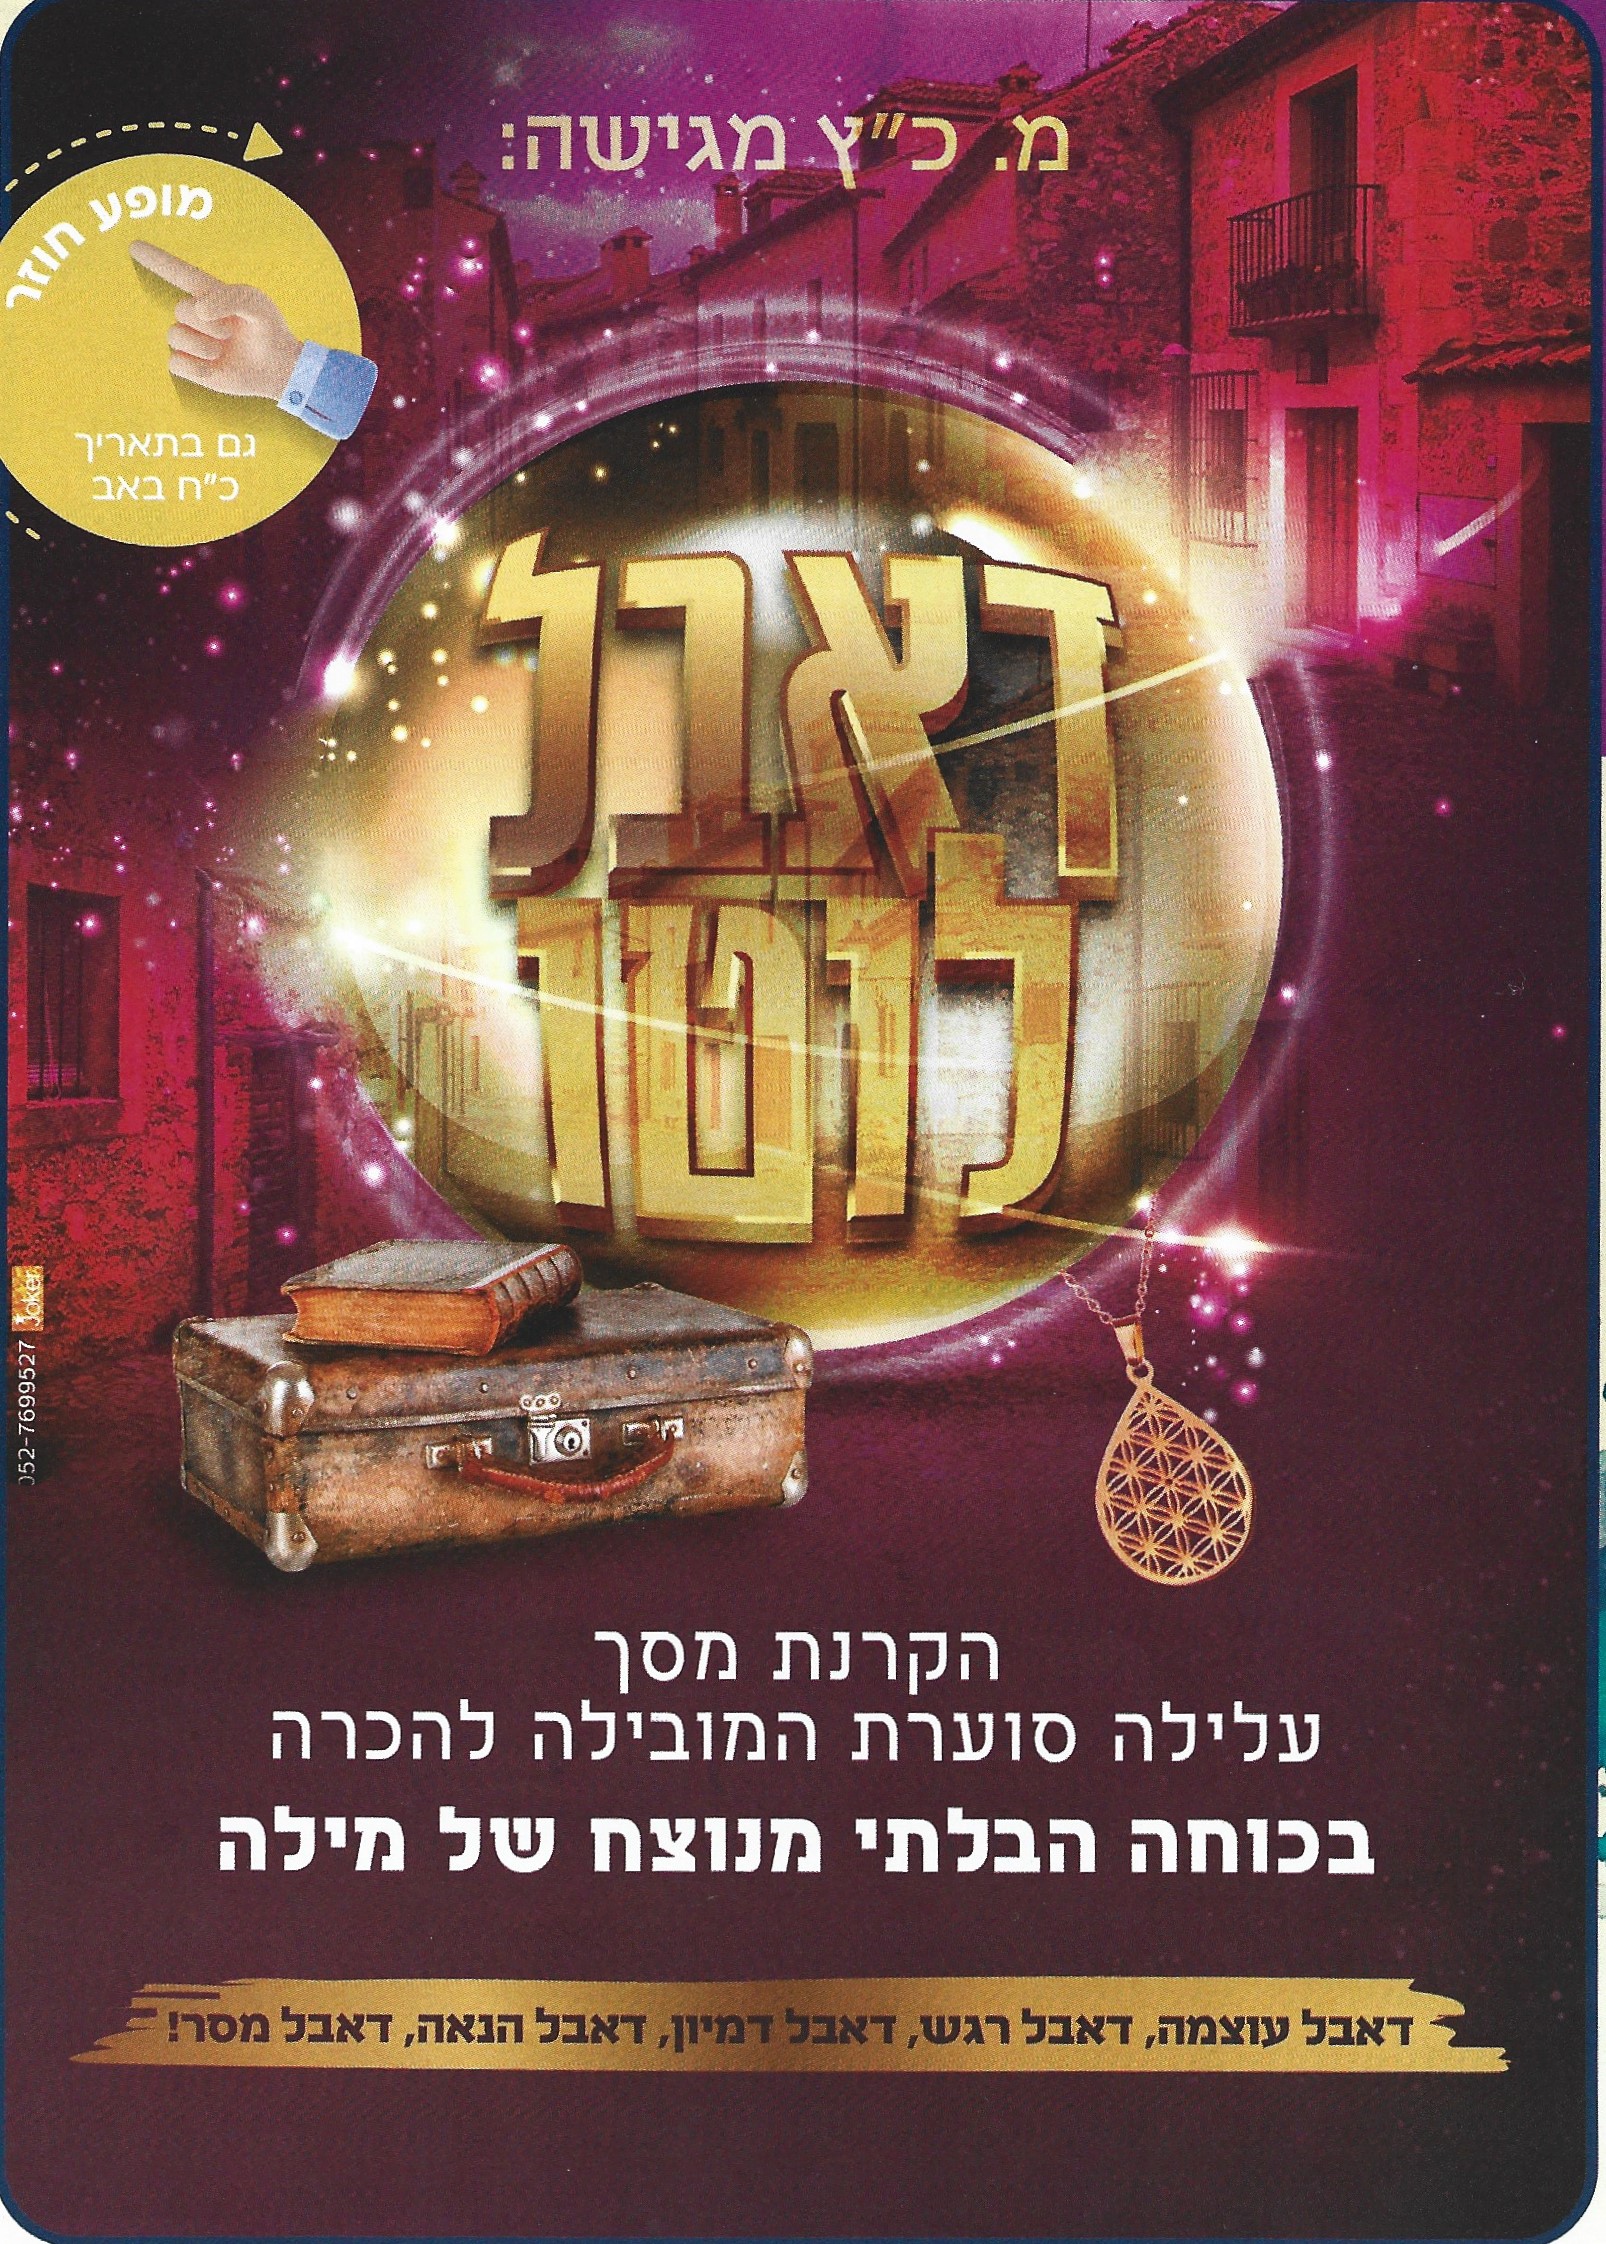 מ. כ"ץ מגישה:
מופע חוזר
גם בתאריך
כ"ח באב
דאבל
לוטו
הקרנת מסך
עלילה סוערת המובילה להכרה
בכוחה הבלתי מנוצח של מילה
דאבל עוצמה, דאבל רגש, דאבל דמיון, דאבל הנאה, דאבל מסר!
052-7699527 Joker